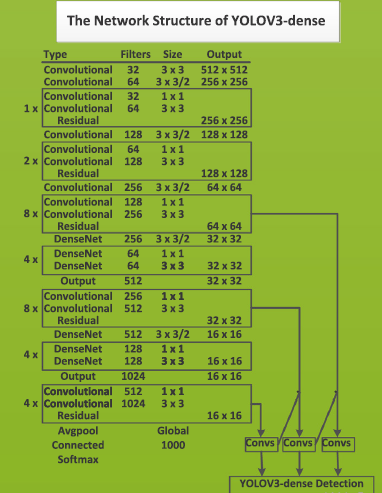 The Network Structure of YOLOV3-dense
Type Filters Size Output
Convolutional 32 3 x 3 512 x 512
Convolutional 64 3 x 3/2 256 x 256
Convolutional 32 1 x 1
1 x Convolutional 64 3 x 3
Residual 256 x 256
Convolutional 128 3 x 3/2 128 x 128
Convolutional 64 1 x 1
2 x Convolutional 128 3 x 3
Residual 128 x 128
Convolutional 256 3 x 3/2 64 x 64
Convolutional 128 1 x 1
8 x Convolutional 256 3 x 3
Residual 64 x 64
DenseNet 256 3 x 3/2 32 x 32
4 x
DenseNet 64 1 x 1
DenseNet 64 3 x 3 32 x 32
Output 512 32 x 32
Convolutional 256 1 x 1
8 x Convolutional 512 3 x 3
Residual 32 x 32
DenseNet 512 3 x 3/2 16 x 16
4 x
DenseNet 128 1 x 1
DenseNet 128 3 x 3 16 x 16
Output 1024 16 x 16
Convolutional 512 1 x 1
4 x Convolutional 1024 3 x 3
Residual 16 x 16
Avgpool Global
Connected 1000
Softmax
Convs Convs Convs
YOLOV3-dense Detection